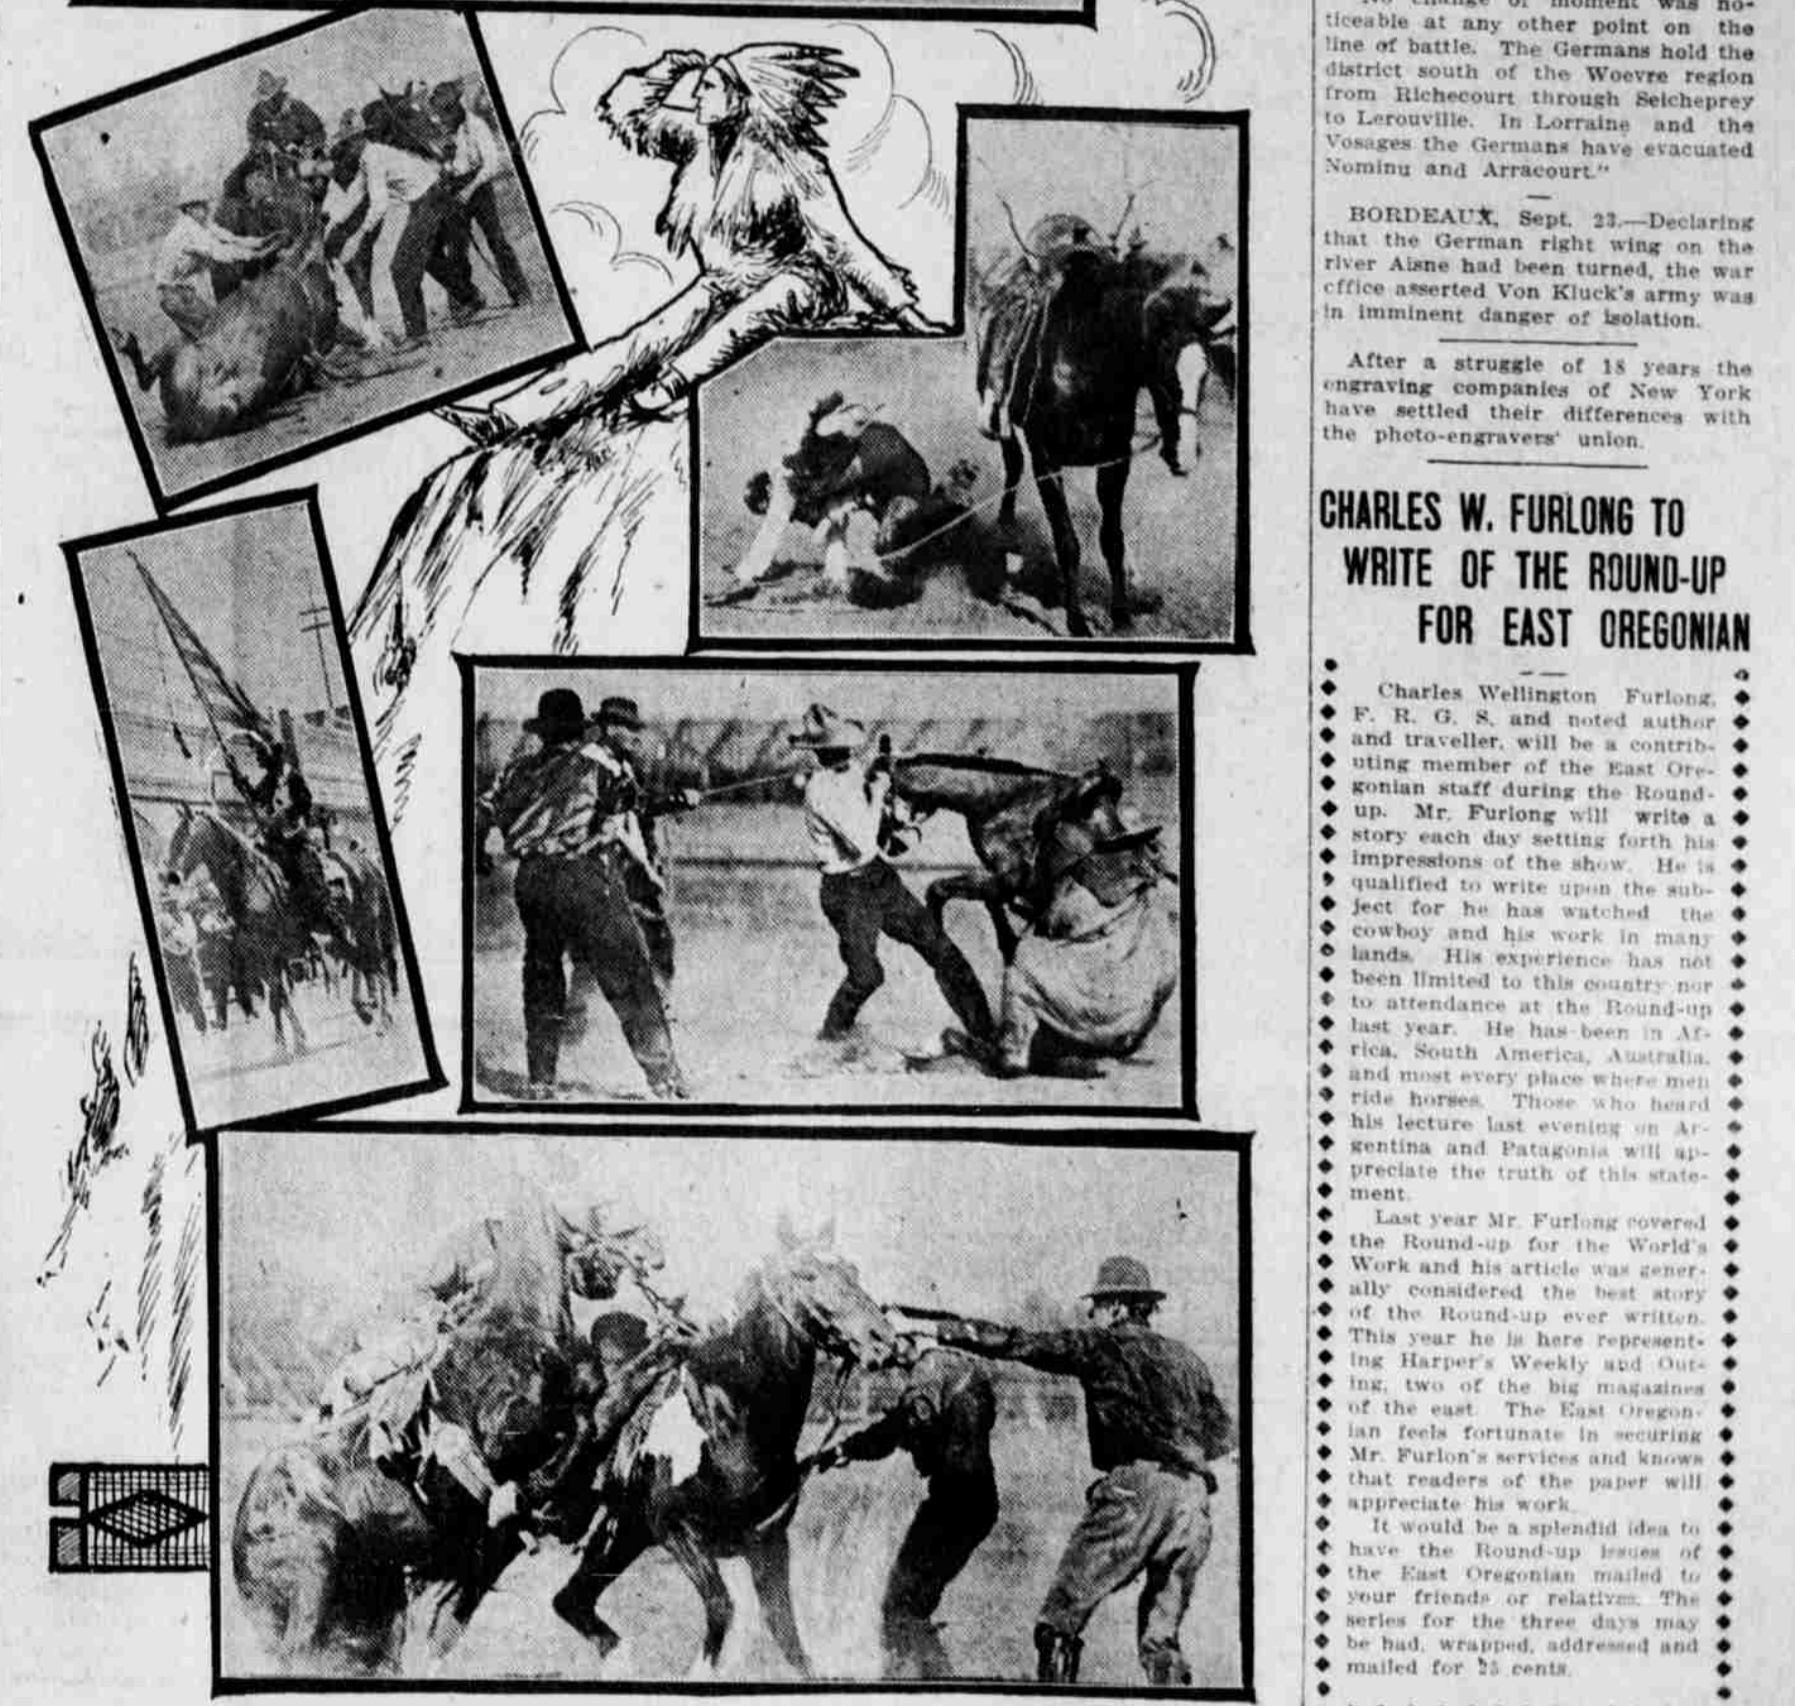 No change of moment was no-
ticeable at any other point on the
line of battle. The Germans hold the
district south of the Woevre region
from Richecourt through Seicheprey
to Lerouville. In Lorraine and the
Vosages the Germans have evacuated
Nominu and Arracourt."
BORDEAUX, Sept. 23.—Declaring
that the German right wing on the
river Aisne had been turned, the war
office asserted Von Kluck's army was
in imminent danger of isolation.
After a struggle of 18 years the
engraving companies of New York
have settled their differences with
the photo-engravers' union.
CHARLES W. FURLONG TO
WRITE OF THE ROUND-UP
FOR EAST OREGONIAN
Charles Wellington Furlong,
F. R. G. S. and noted author
and traveller, will be a contrib-
uting member of the East Ore-
gonian staff during the Round-
up. Mr. Furlong will write a
story each day setting forth his
impressions of the show. He is
qualified to write upon the sub-
ject for he has watched the
cowboy and his work in many
lands. His experience has not
been limited to this country nor
to attendance at the Round-up
last year. He has been in Af-
rica, South America, Australia,
and most every place where men
ride horses. Those who heard
his lecture last evening on Ar-
gentina and Patagonia will ap-
preciate the truth of this state-
ment.
Last year Mr. Furlong covered
the Round-up for the World's
Work and his article was gener-
ally considered the best story
of the Round-up ever written.
This year he is here represent-
ing Harper's Weekly and Out-
ing, two of the big magazines
of the east. The East Oregon-
ian feels fortunate in securing
Mr. Furlon's services and knows
that readers of the paper will
appreciate his work.
It would be a splendid idea to
have the Round-up issues of
the East Oregonian mailed to
your friends or relatives. The
series for the three days may
be had, wrapped, addressed and
mailed for 25 cents.